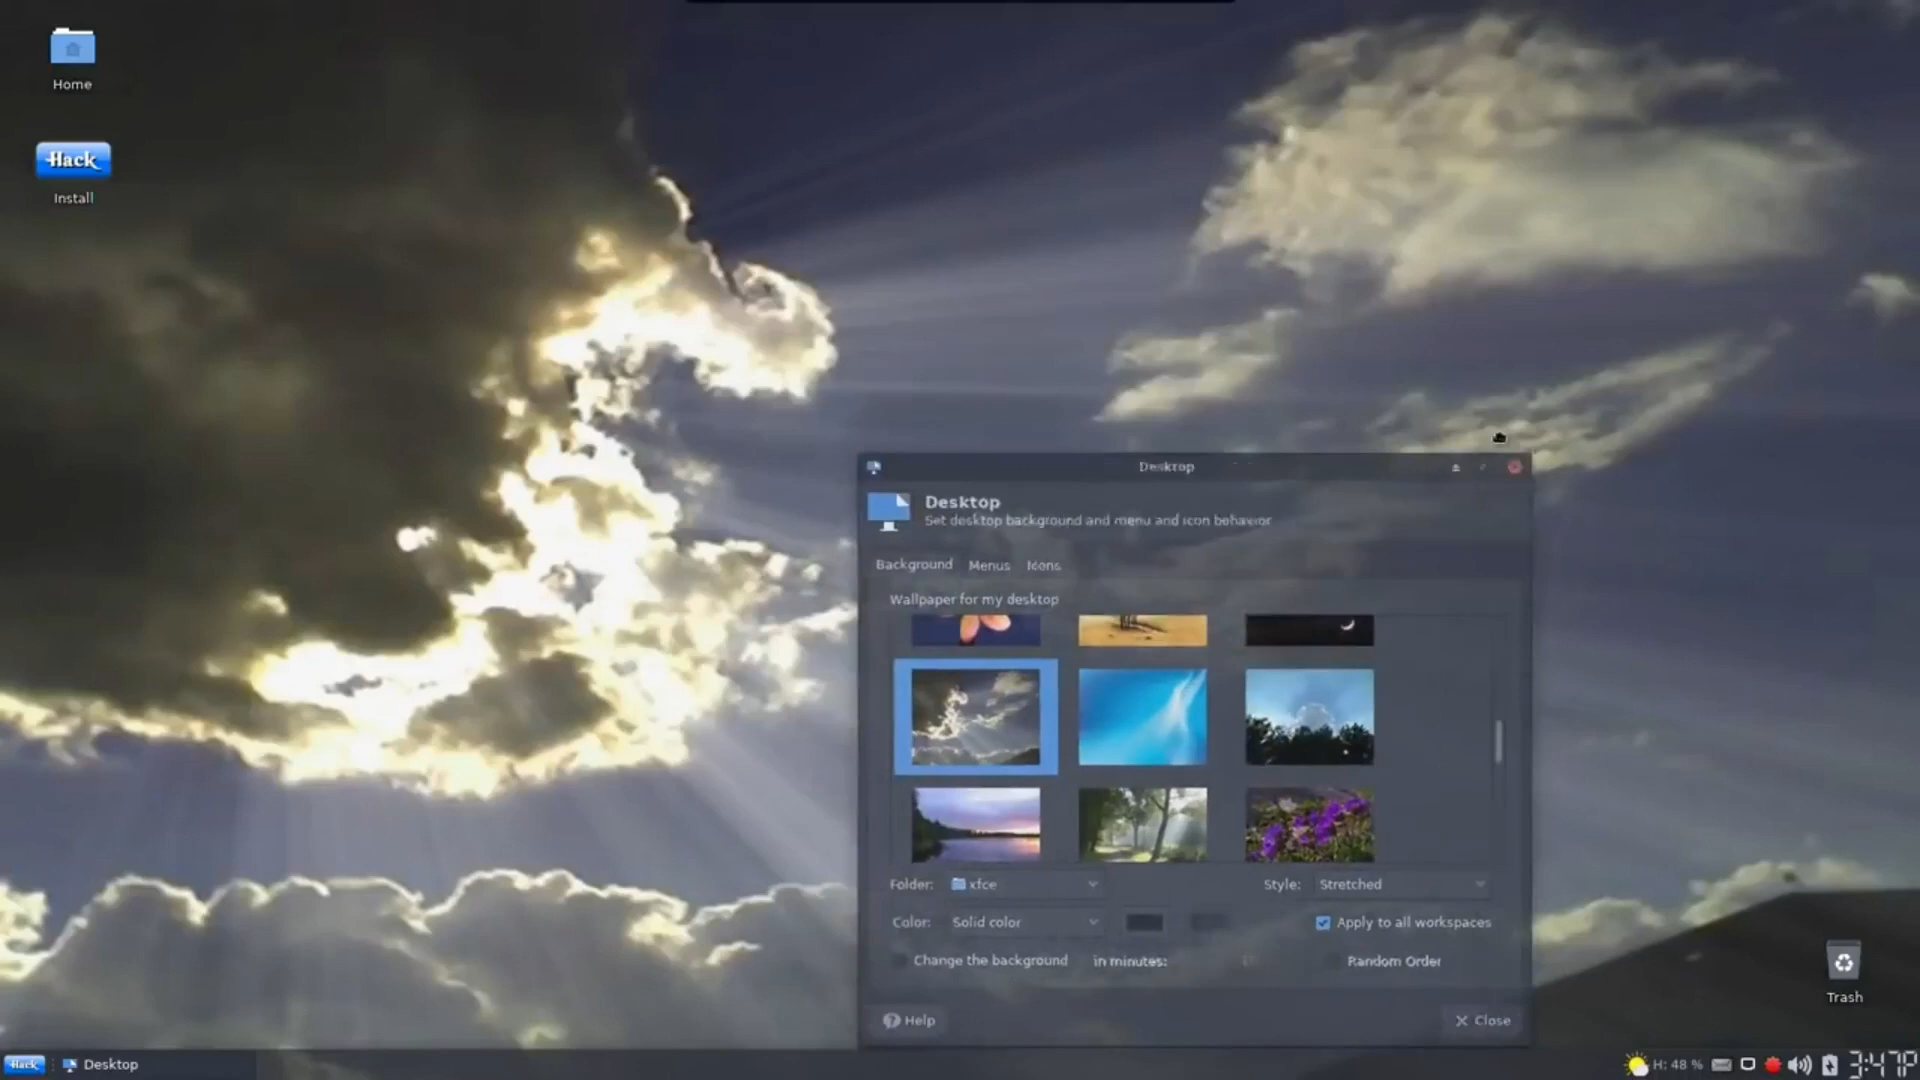 Home
Hack
Install
Desktop
Desktop
Set desktop background and menu and icon behavior
Background Menus Icons
Wallpaper for my desktop
Folder: xfce Style: Stretched
Color: Solid color Apply to all workspaces
Change the background in minutes: Random Order
Help Close
Trash
Hack Desktop H: 48 % 3:47P